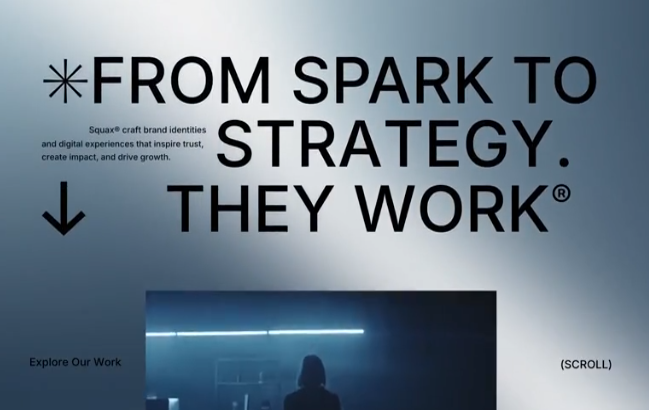 FROM SPARK TO
Squax® craft brand identities
and digital experiences that inspire trust,
create impact, and drive growth.
STRATEGY.
THEY WORK®
Explore Our Work
(SCROLL)